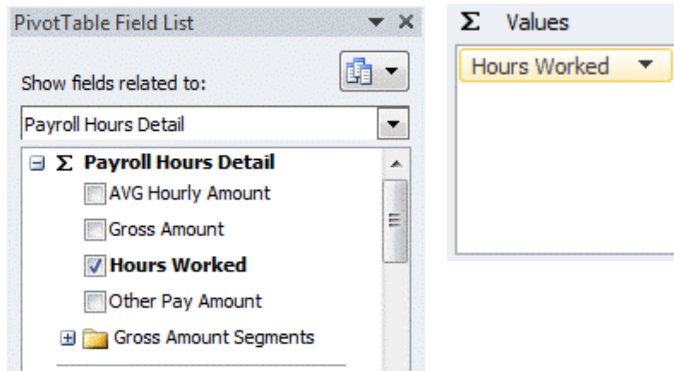 PivotTable Field List
Show fields related to:
Payroll Hours Detail
Σ Payroll Hours Detail
AVG Hourly Amount
Gross Amount
Hours Worked
Other Pay Amount
Gross Amount Segments
Σ Values
Hours Worked